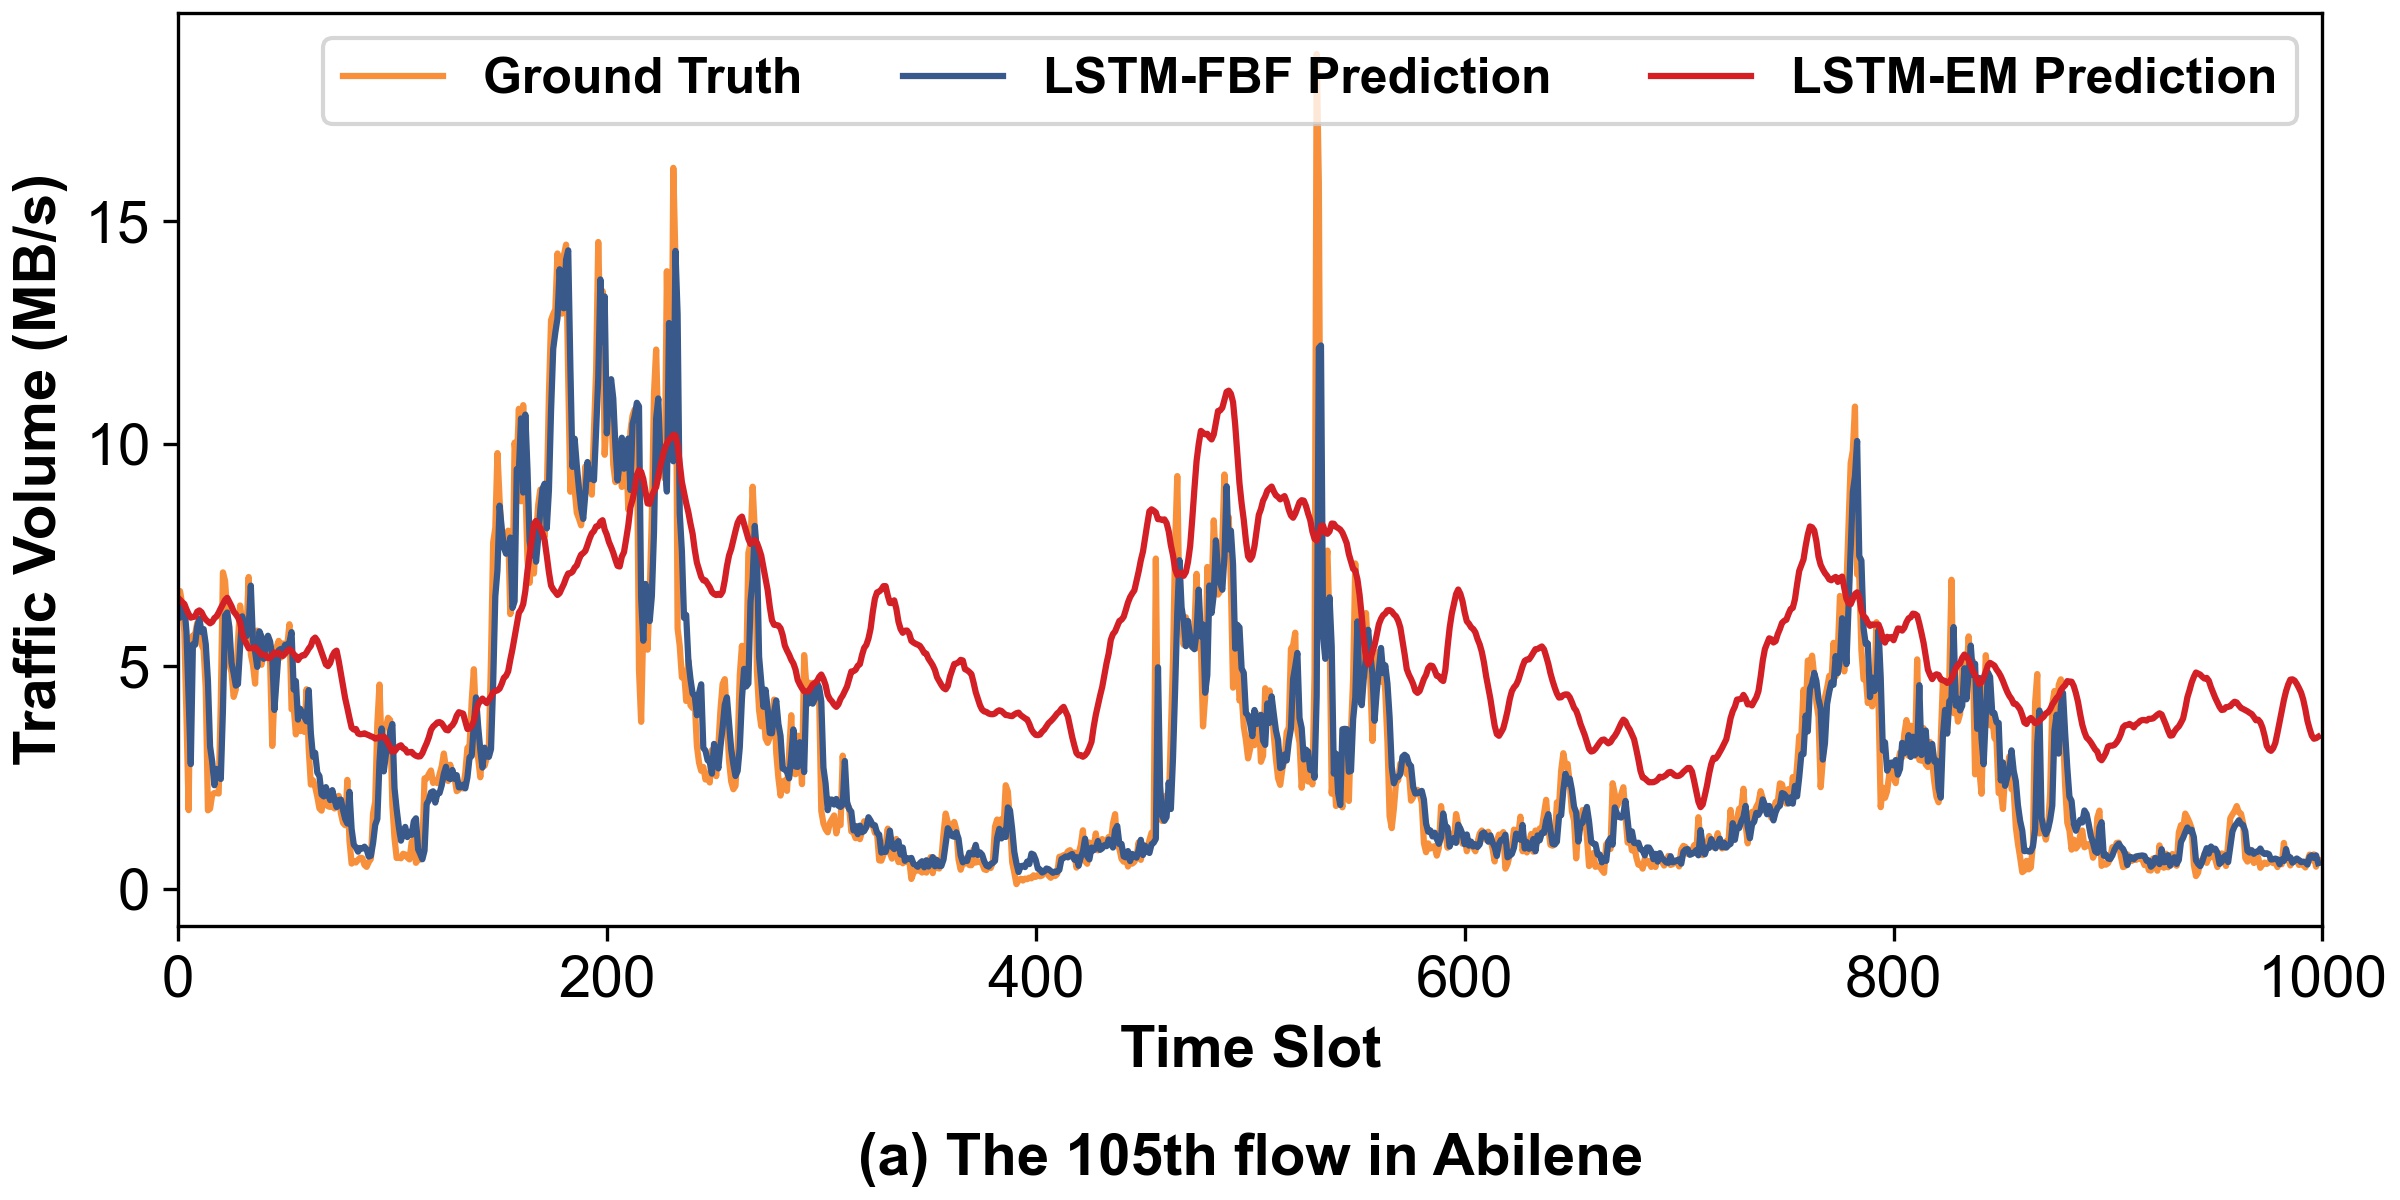 Ground Truth LSTM-FBF Prediction LSTM-EM Prediction
Traffic Volume (MB/s)
15
10
5
0
0 200 400 600 800 1000
Time Slot
(a) The 105th flow in Abilene